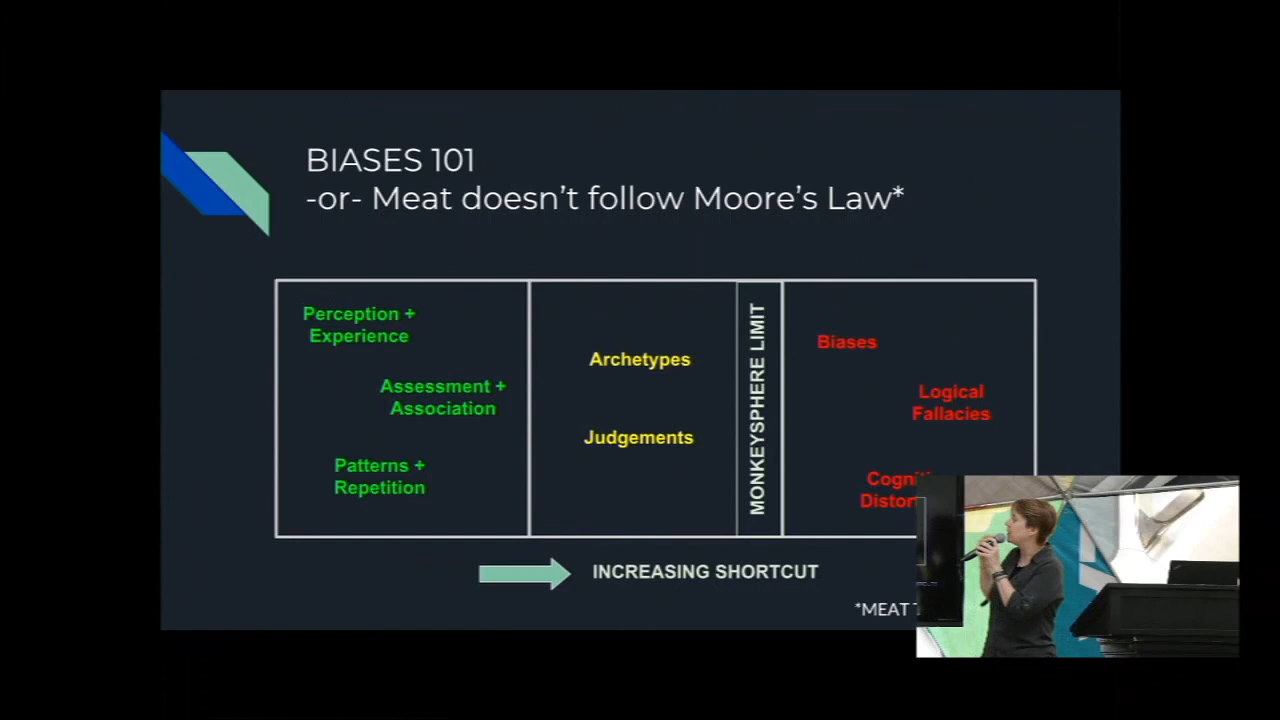 BIASES 101
-or- Meat doesn't follow Moore's Law*
Perception +
Experience
Assessment +
Association
Patterns +
Repetition
Archetypes
Judgements
MONKEYSPHERE LIMIT
Biases
Logical
Fallacies
INCREASING SHORTCUT
*MEAT